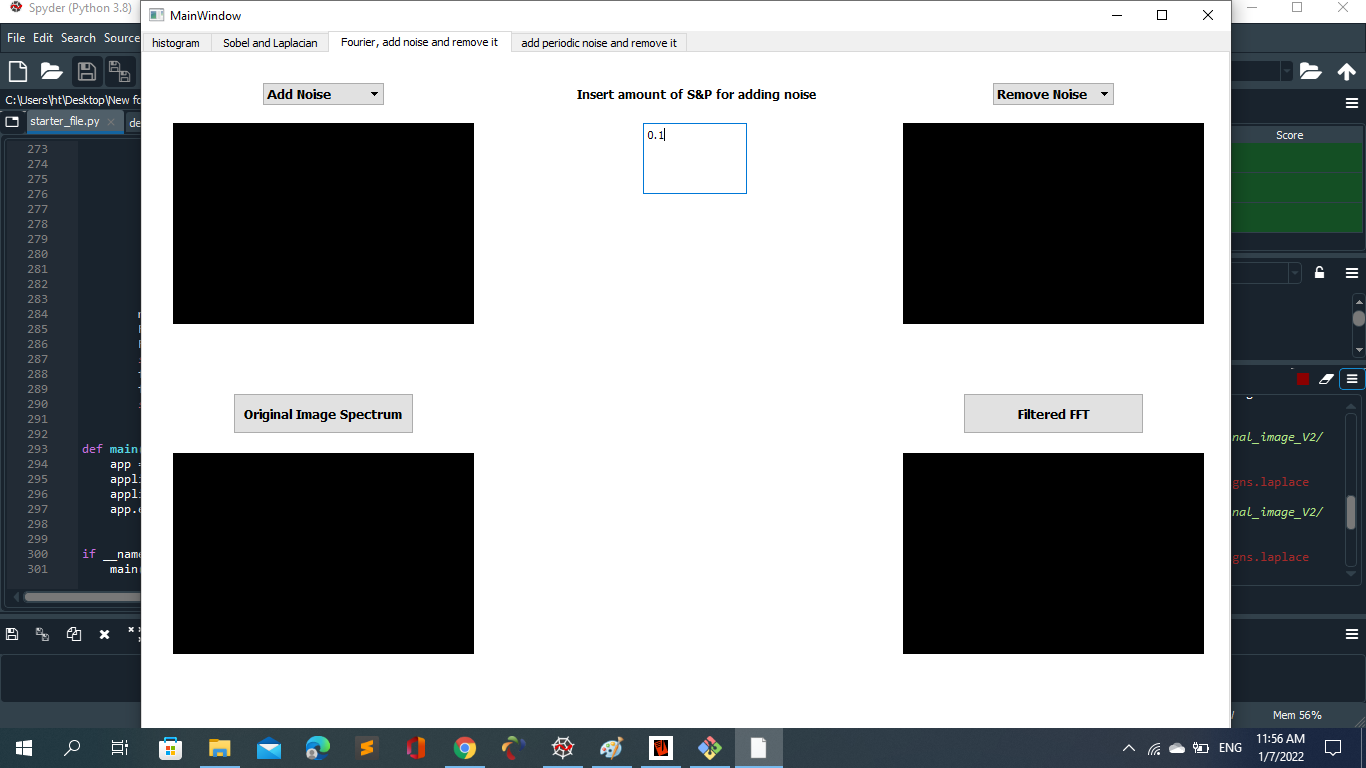 Spyder (Python 3.8)
MainWindow
File Edit Search Source
histogram Sobel and Laplacian Fourier, add noise and remove it add periodic noise and remove it
Add Noise
Insert amount of S&P for adding noise
Remove Noise
C:\Users\ht\Desktop\New fo
starter_file.py
de
0.1
Score
273
274
275
276
277
278
279
280
281
282
283
284
285
286
287
288
289
290
291
292
293 def main
294 app =
295 appli
296 appli
297 app.e
298
299
300 if __name
301 main
Original Image Spectrum
Filtered FFT
nal_image_V2/
gns.laplace
nal_image_V2/
gns.laplace
Mem 56%
ENG
11:56 AM
1/7/2022